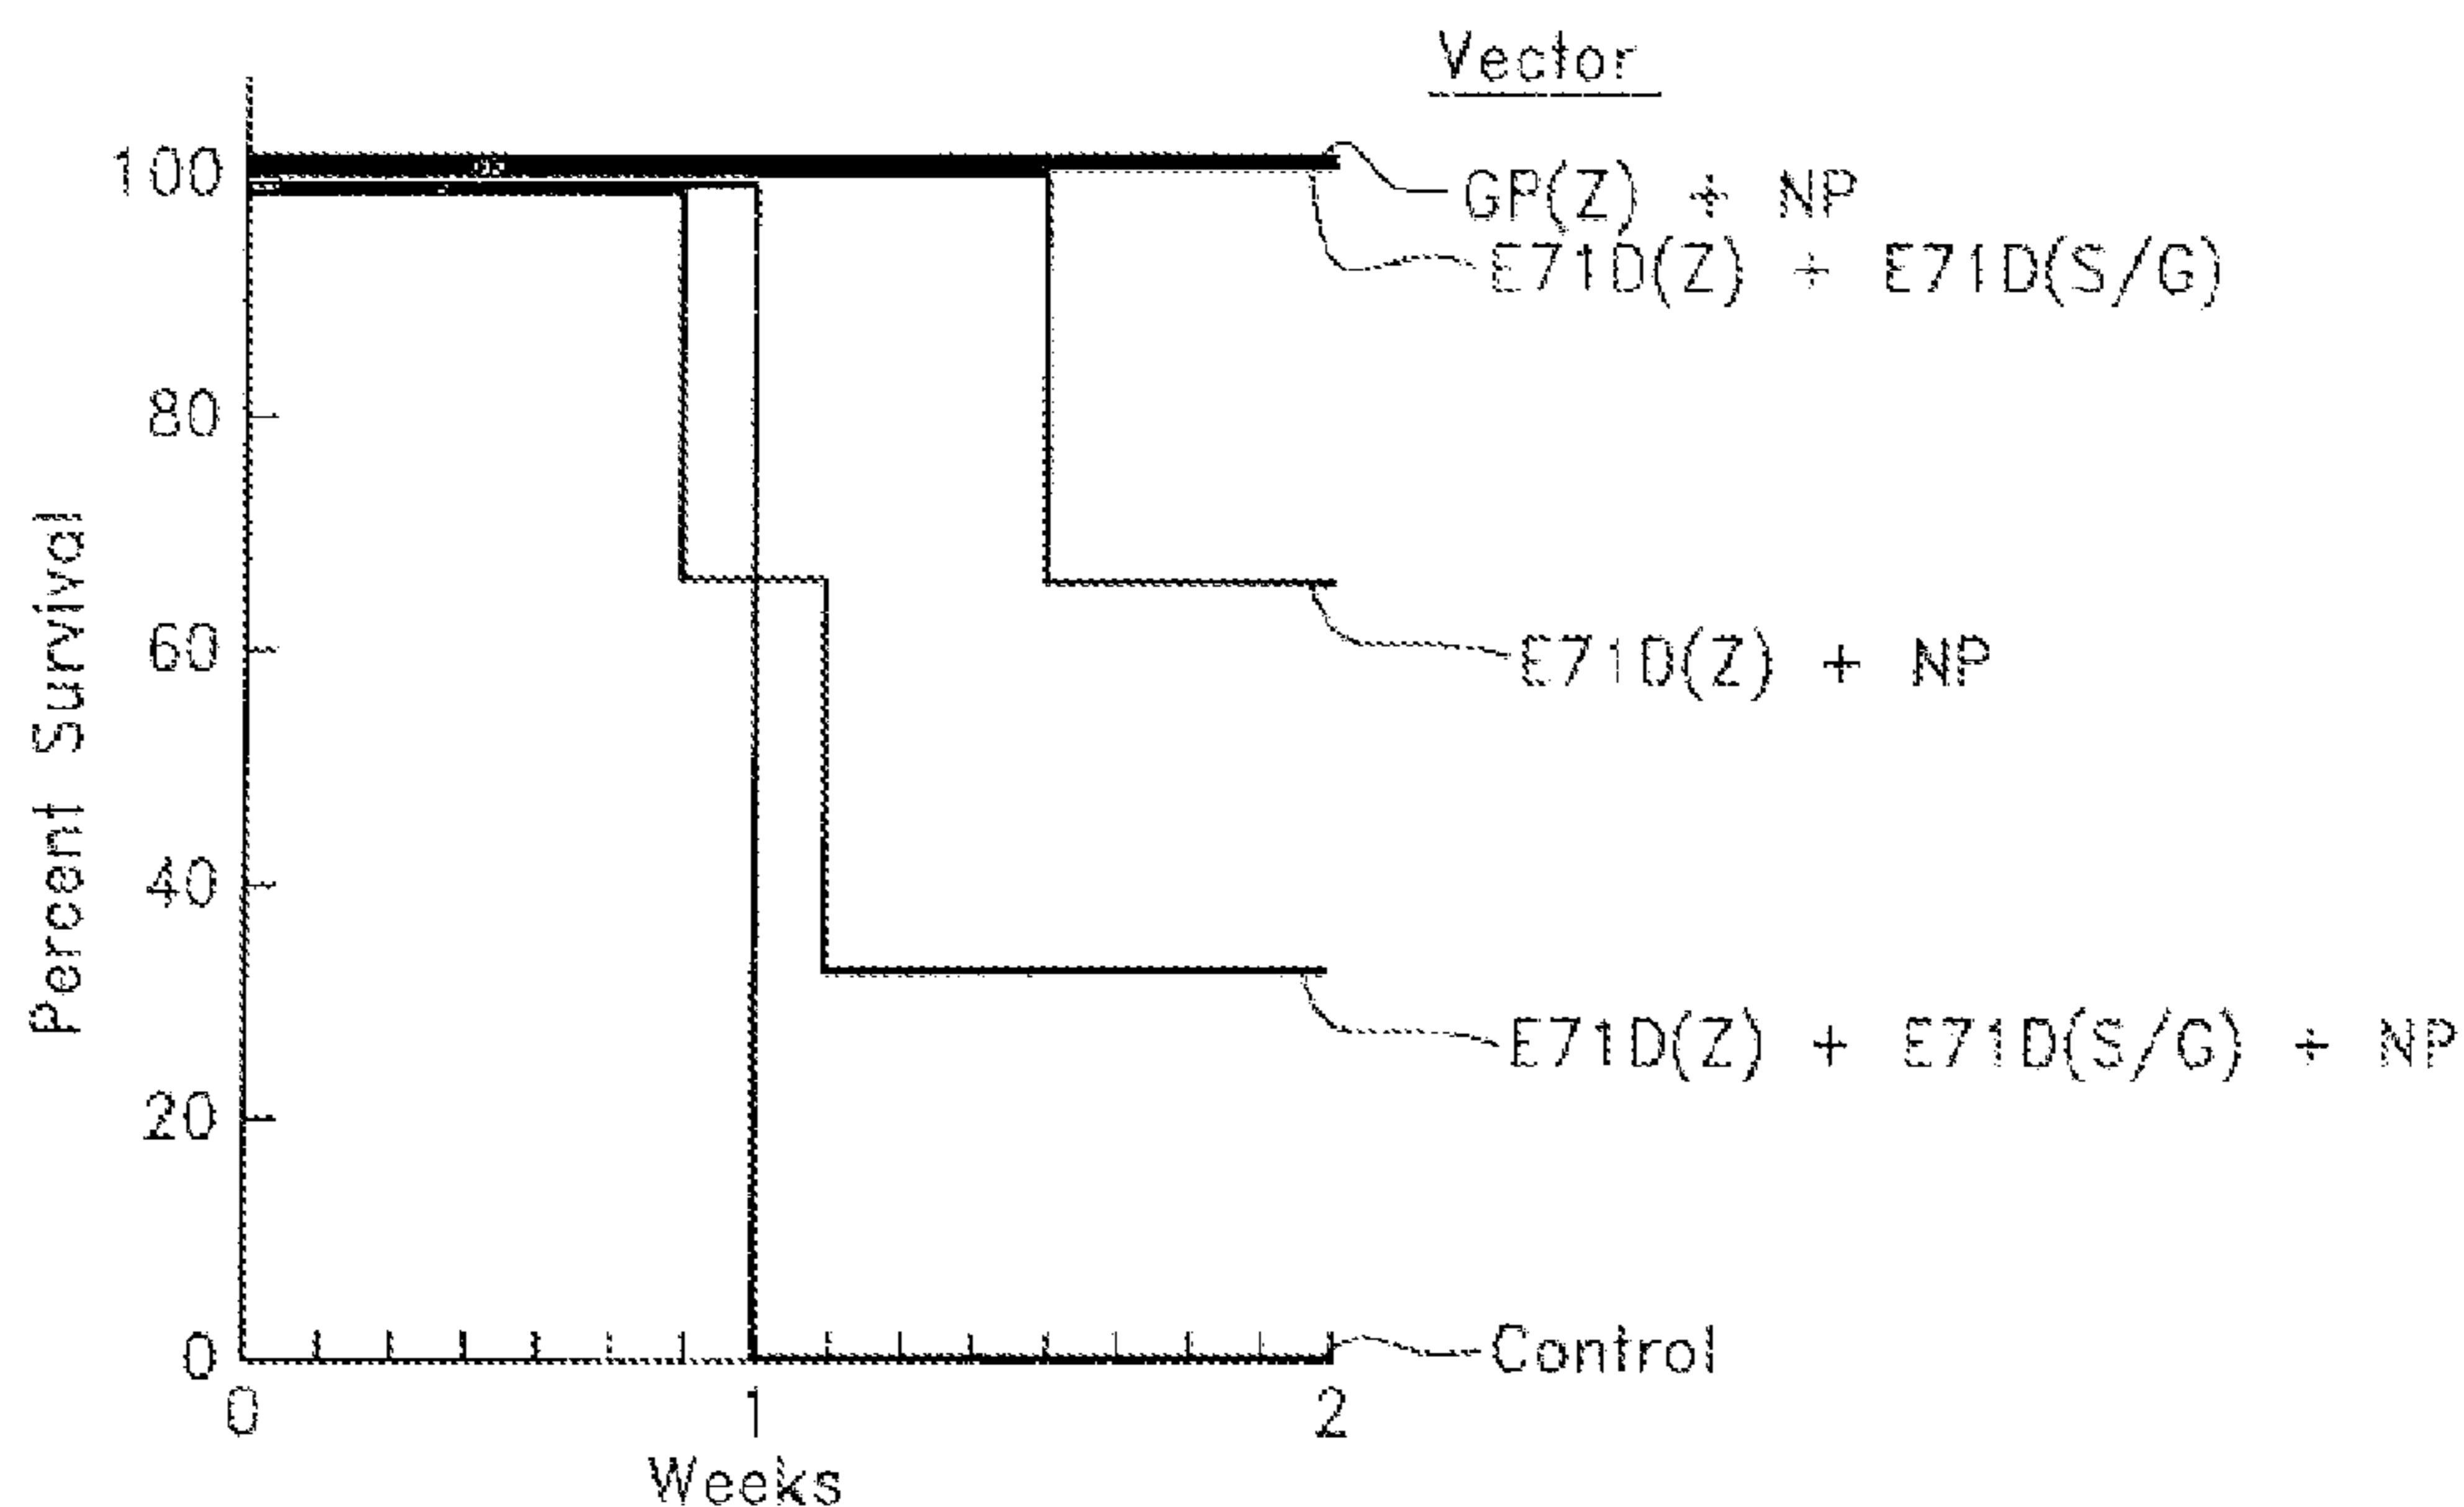 Vector
100
GP(Z) + NP
E71D(Z) + E71D(S/G)
80
Percent Survival
60
E71D(Z) + NP
40
E71D(Z) + E71D(S/G) + NP
20
0
Control
0 1 2
Weeks